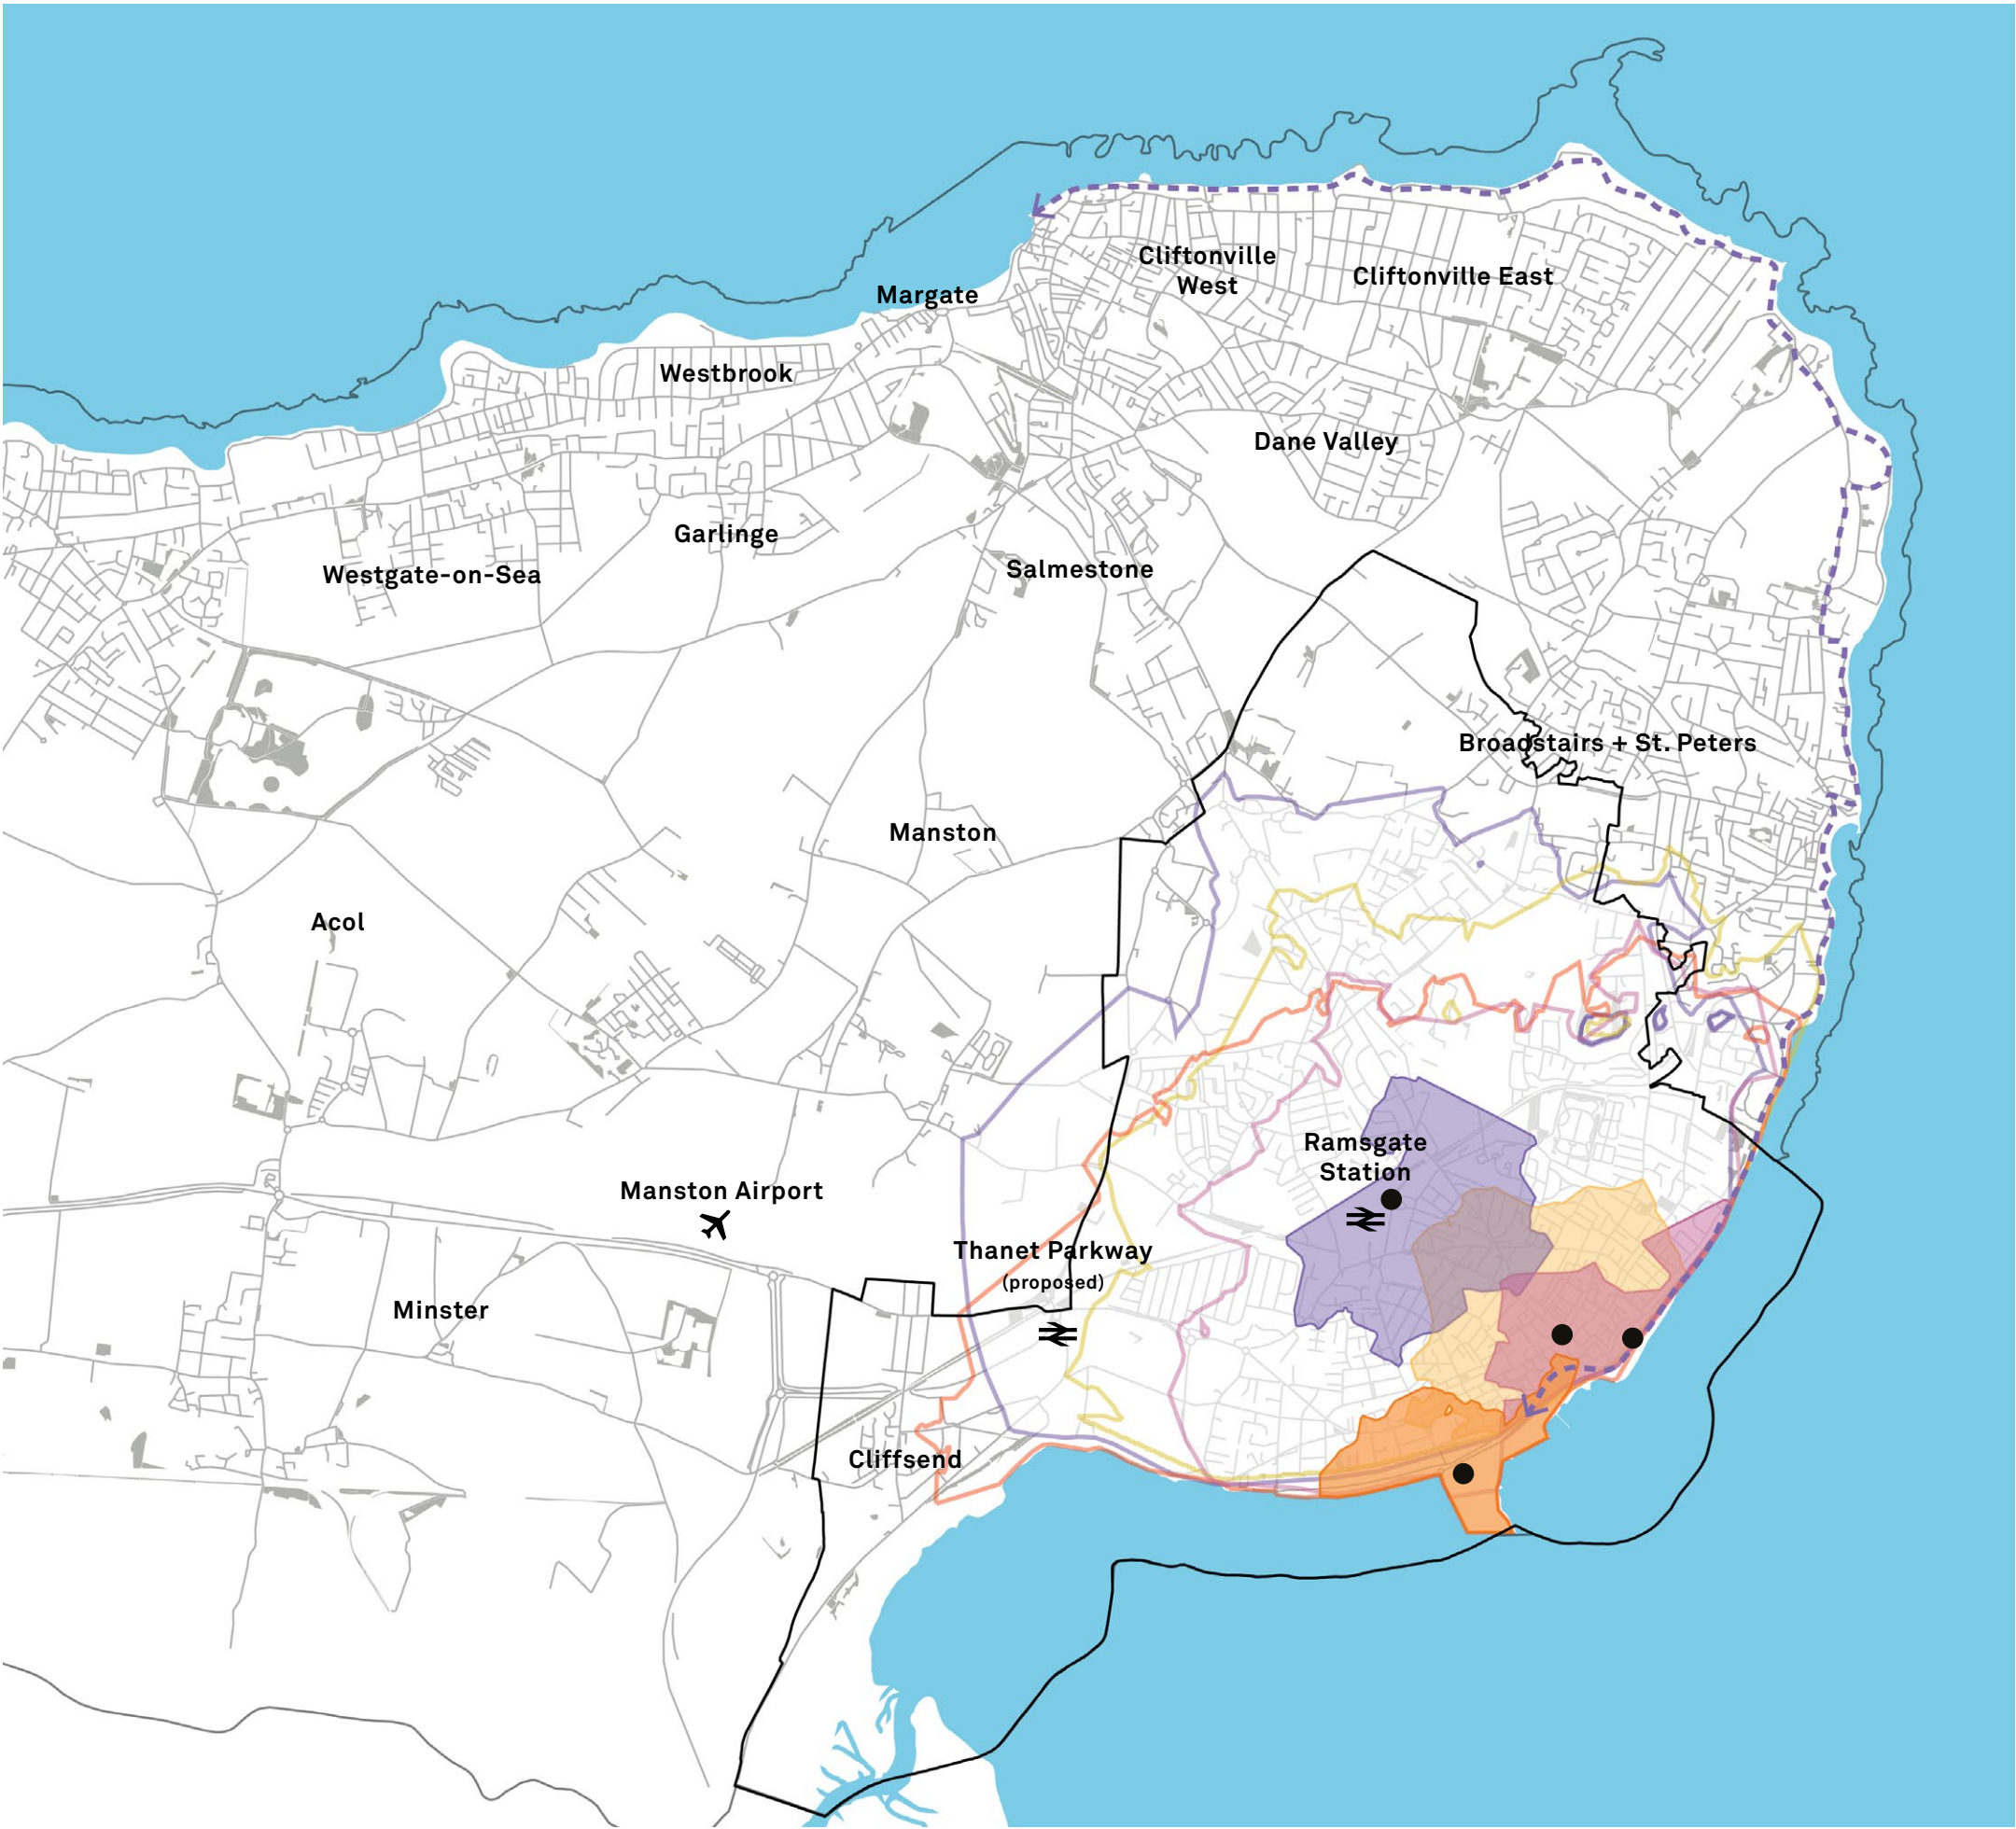 Cliftonville
West
Cliftonville East
Margate
Westbrook
Dane Valley
Garlinge
Salmestone
Westgate-on-Sea
Broadstairs + St. Peters
Manston
Acol
Ramsgate
Station
Manston Airport
Thanet Parkway
(proposed)
Minster
Cliffsend